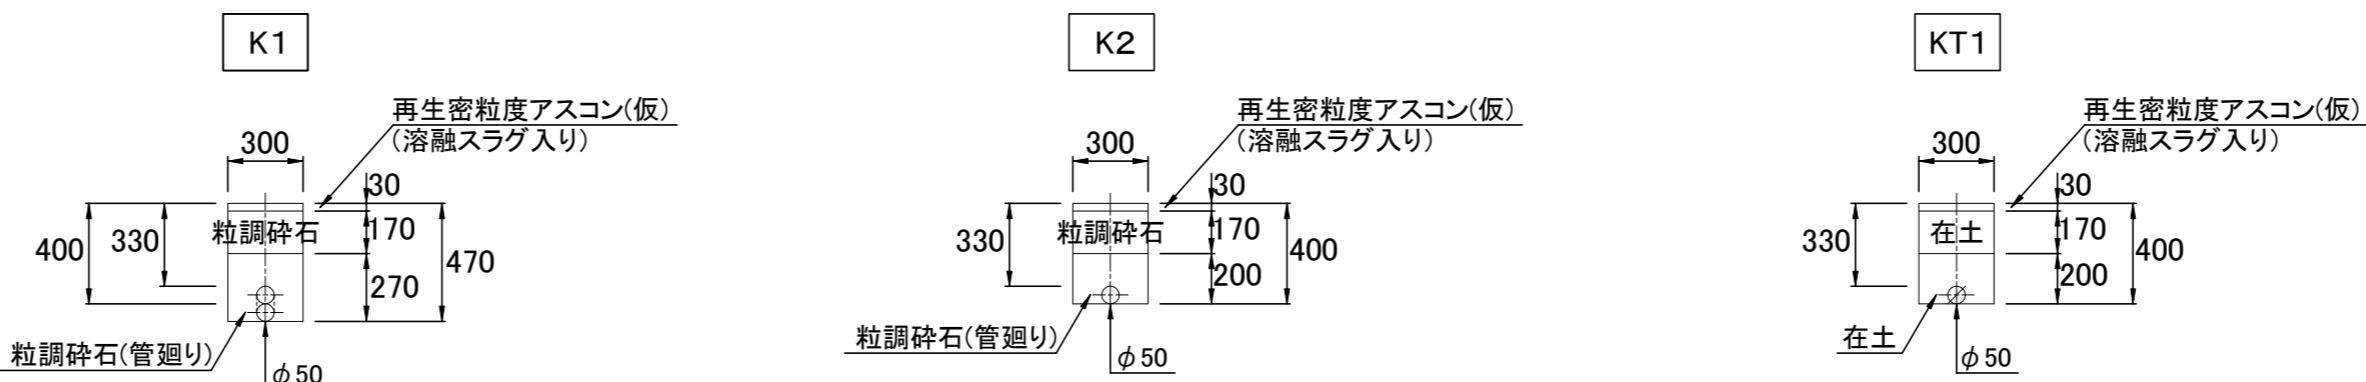 K1
再生密粒度アスコン(仮)
(溶融スラグ入り)
300
30
400
330
粒調砕石
170
470
270
粒調砕石(管廻り)
φ50
K2
再生密粒度アスコン(仮)
(溶融スラグ入り)
300
30
330
粒調砕石
170
400
200
粒調砕石(管廻り)
φ50
KT1
再生密粒度アスコン(仮)
(溶融スラグ入り)
300
30
330
在土
170
400
200
在土
φ50